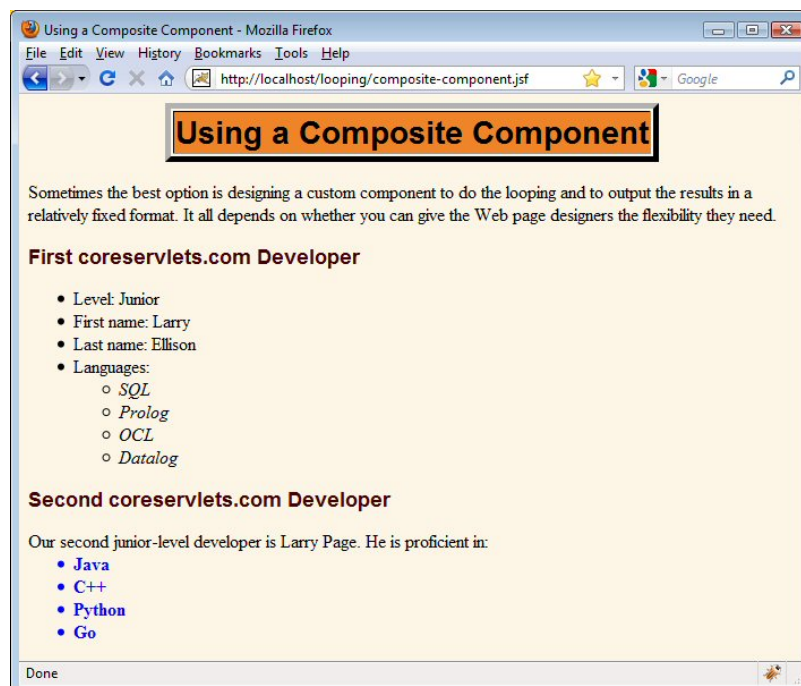 Using a Composite Component - Mozilla Firefox
File Edit View History Bookmarks Tools Help
http://localhost/looping/composite-component.jsf
Google
Using a Composite Component
Sometimes the best option is designing a custom component to do the looping and to output the results in a
relatively fixed format. It all depends on whether you can give the Web page designers the flexibility they need.
First coreservlets.com Developer
Level: Junior
First name: Larry
Last name: Ellison
Languages:
SQL
Prolog
OCL
Datalog
Second coreservlets.com Developer
Our second junior-level developer is Larry Page. He is proficient in:
Java
C++
Python
Go
Done